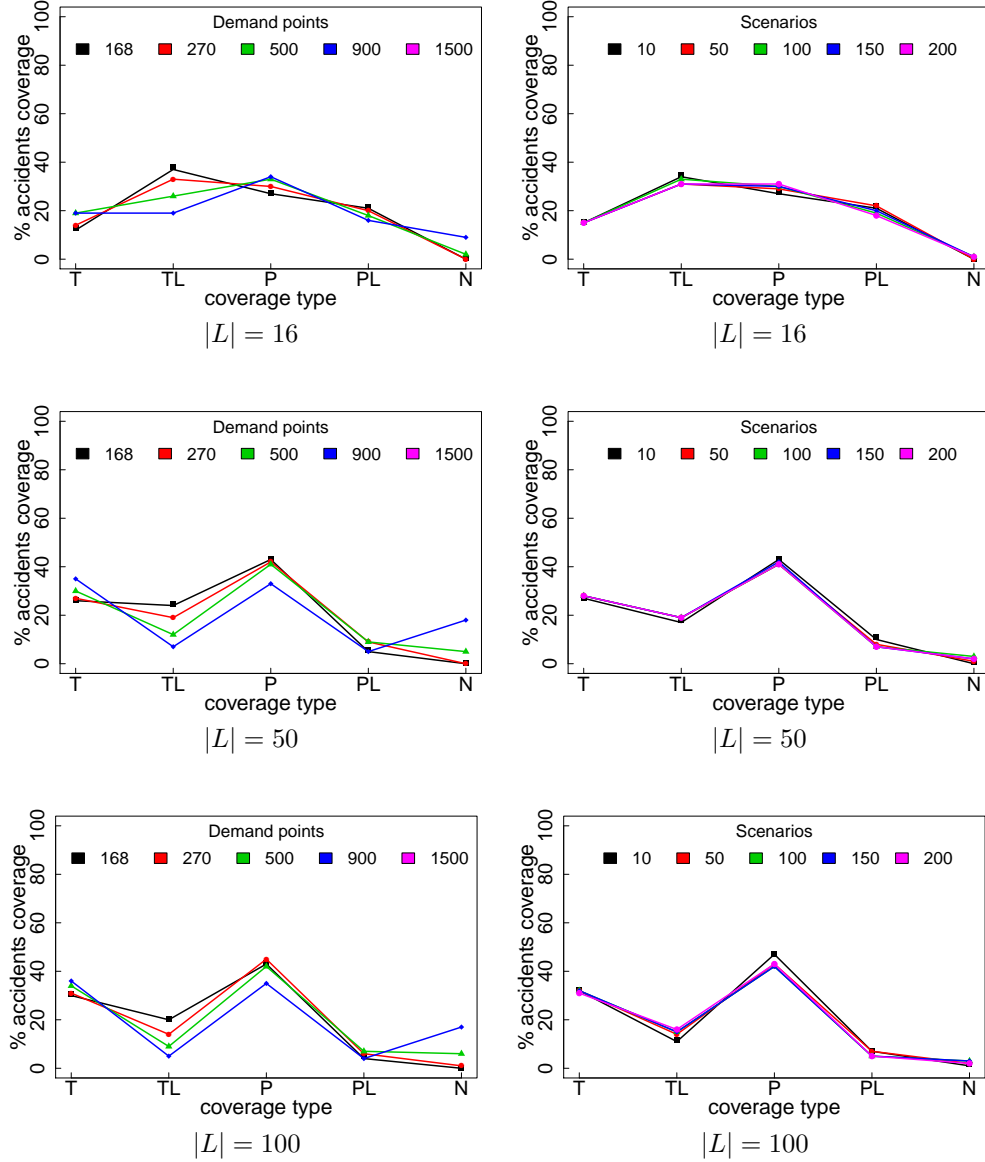 Demand points
168 270 500 900 1500
% accidents coverage
0 20 40 60 80 100
T TL P PL N
coverage type
|L| = 16
Scenarios
10 50 100 150 200
% accidents coverage
0 20 40 60 80 100
T TL P PL N
coverage type
|L| = 16
Demand points
168 270 500 900 1500
% accidents coverage
0 20 40 60 80 100
T TL P PL N
coverage type
|L| = 50
Scenarios
10 50 100 150 200
% accidents coverage
0 20 40 60 80 100
T TL P PL N
coverage type
|L| = 50
Demand points
168 270 500 900 1500
% accidents coverage
0 20 40 60 80 100
T TL P PL N
coverage type
|L| = 100
Scenarios
10 50 100 150 200
% accidents coverage
0 20 40 60 80 100
T TL P PL N
coverage type
|L| = 100